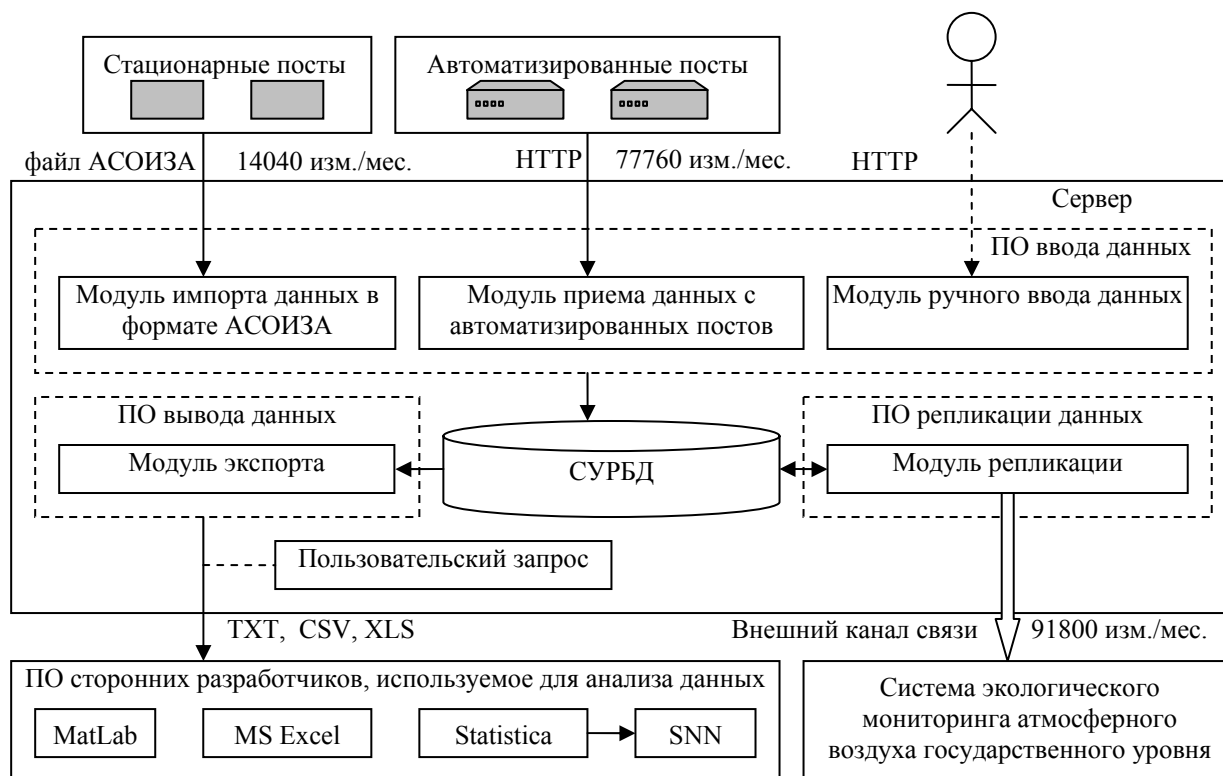 Стационарные посты
Автоматизированные посты
файл АСОИЗА
14040 изм./мес.
HTTP
77760 изм./мес.
HTTP
Сервер
ПО ввода данных
Модуль импорта данных в
формате АСОИЗА
Модуль приема данных с
автоматизированных постов
Модуль ручного ввода данных
ПО вывода данных
Модуль экспорта
СУРБД
ПО репликации данных
Модуль репликации
Пользовательский запрос
TXT, CSV, XLS
Внешний канал связи
91800 изм./мес.
ПО сторонних разработчиков, используемое для анализа данных
MatLab
MS Excel
Statistica
SNN
Система экологического
мониторинга атмосферного
воздуха государственного уровня